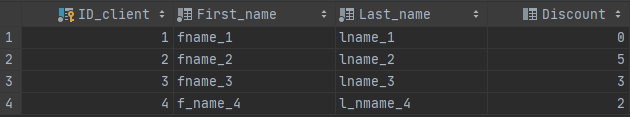 ID_client First_name Last_name Discount
1 1 fname_1 lname_1 0
2 2 fname_2 lname_2 5
3 3 fname_3 lname_3 3
4 4 f_name_4 l_nmame_4 2